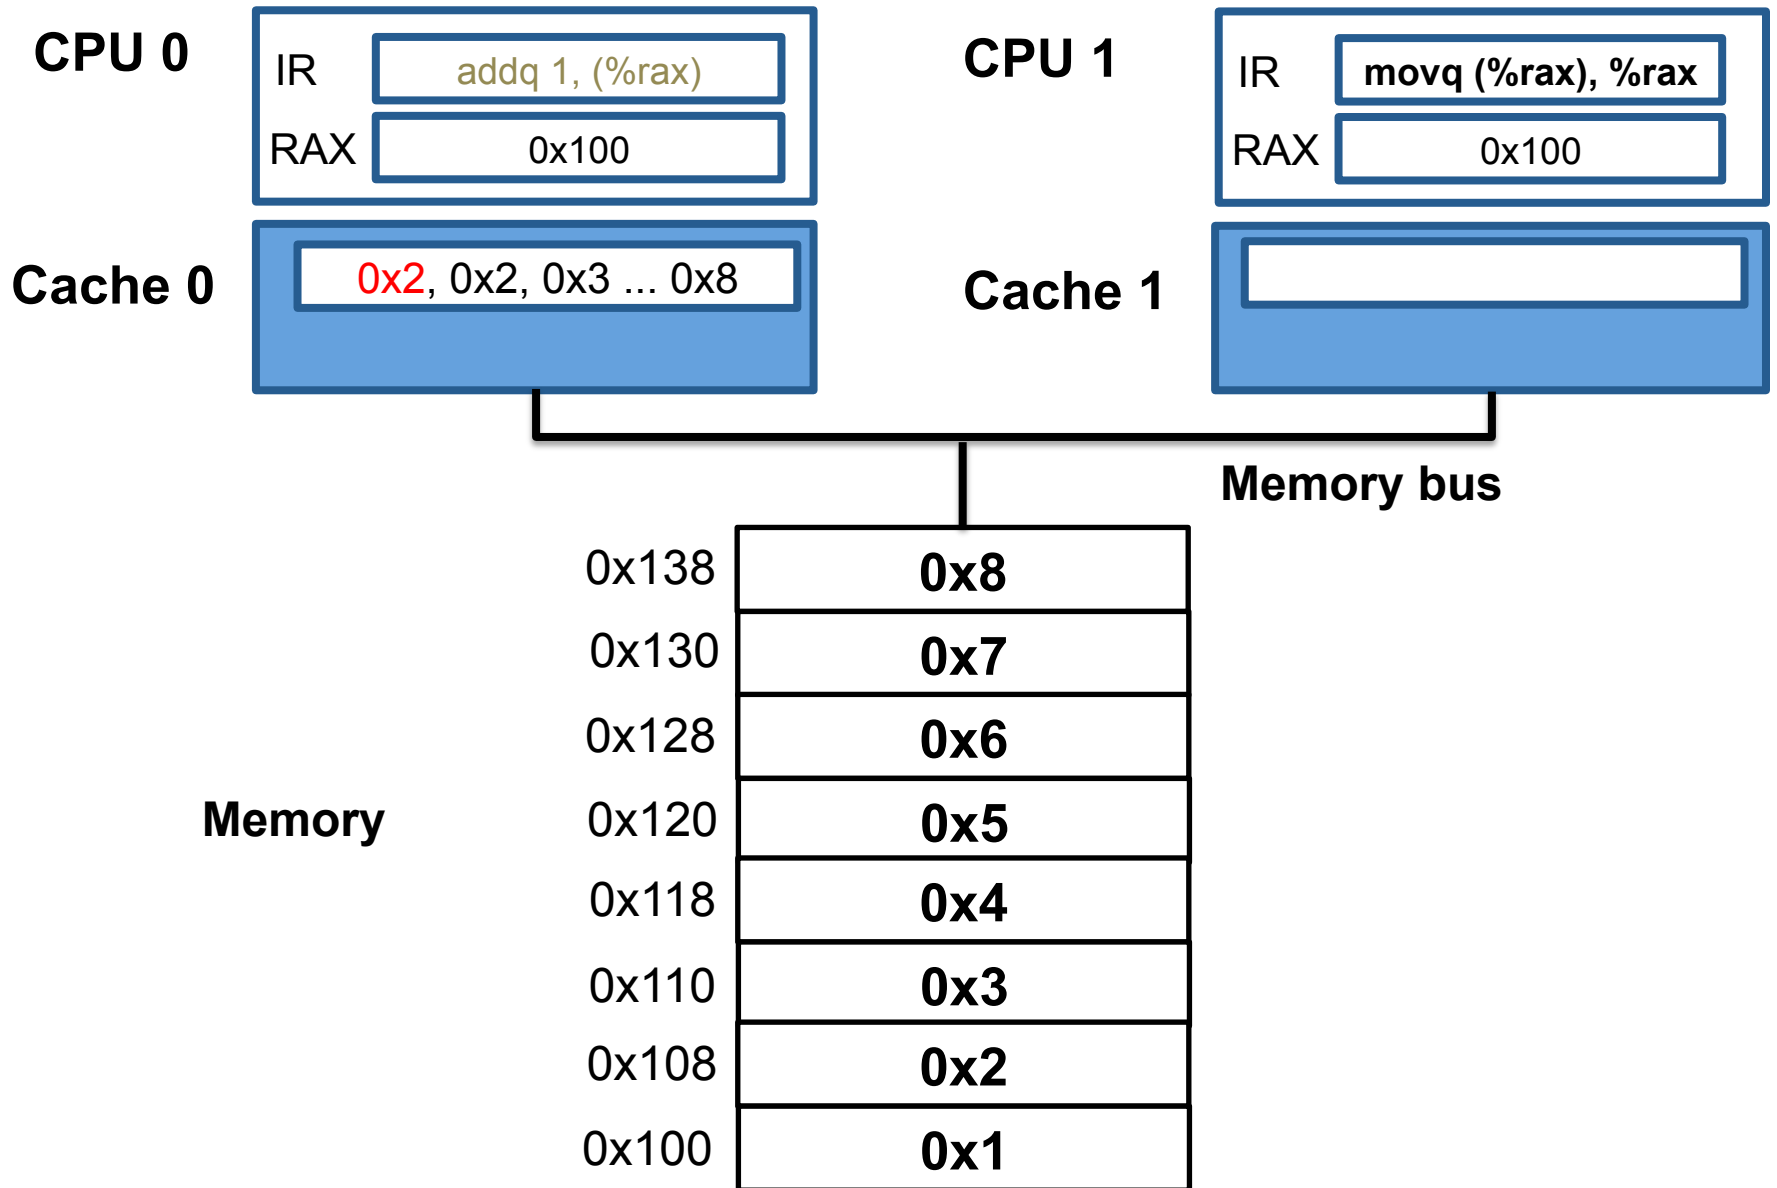 CPU 0
IR
addq 1, (%rax)
RAX
0x100
CPU 1
IR
movq (%rax), %rax
RAX
0x100
Cache 0
0x2, 0x2, 0x3 ... 0x8
Cache 1
Memory bus
Memory
0x138
0x8
0x130
0x7
0x128
0x6
0x120
0x5
0x118
0x4
0x110
0x3
0x108
0x2
0x100
0x1